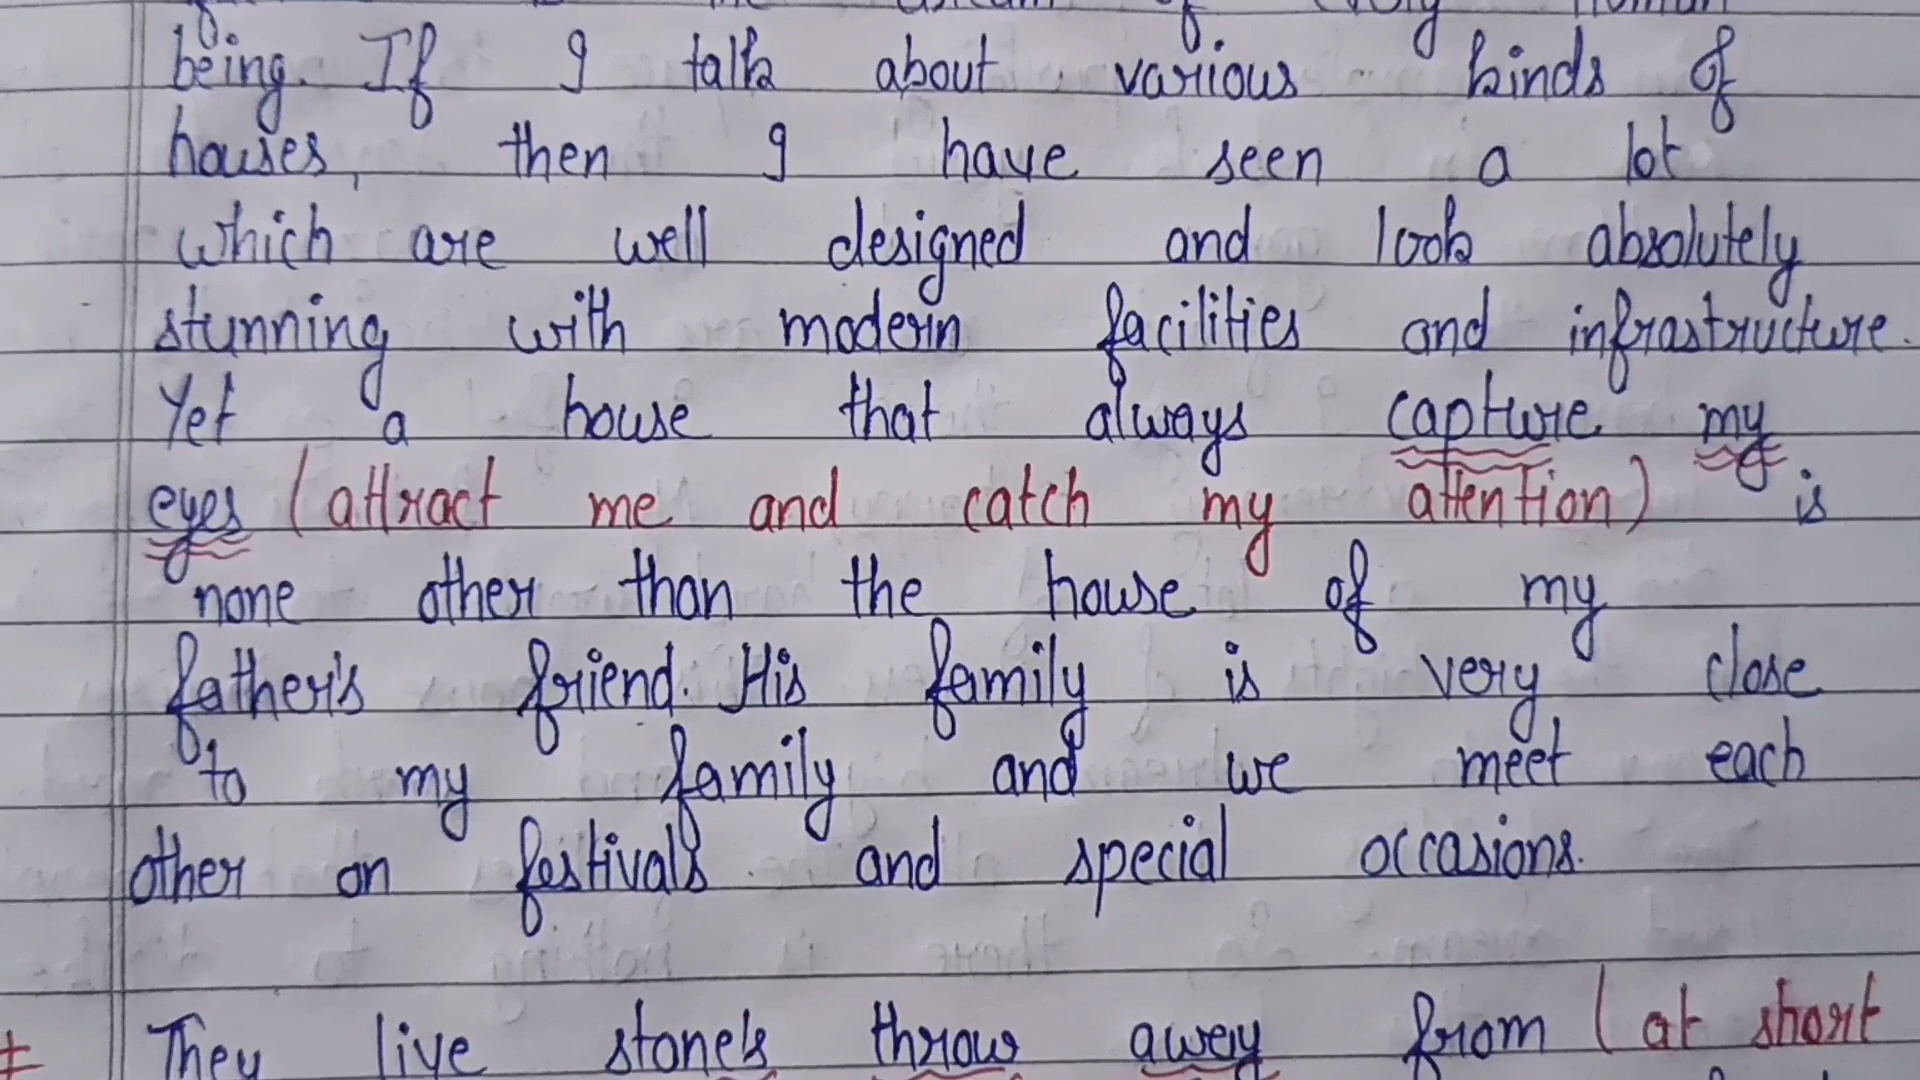 being. If I talk about various kinds of
houses, then I have seen a lot
which are well designed and look absolutely
stunning with modern facilities and infrastructure.
Yet a house that always capture my
eyes (attract me and catch my attention) is
none other than the house of my
father's friend. His family is very close
to my family and we meet each
other on festivals and special occasions.
They live stone's throw away from (at short